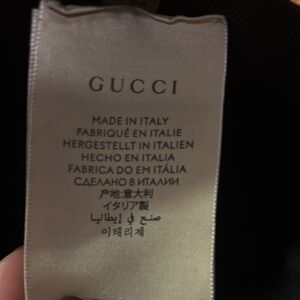 GUCCI
MADE IN ITALY
FABRIQUÉ EN ITALIE
HERGESTELLT IN ITALIEN
HECHO EN ITALIA
FABRICA DO EM ITÁLIA
СДЕЛАНО В ИТАЛИИ
产地:意大利
イタリア製
صنع في إيطاليا
이태리제